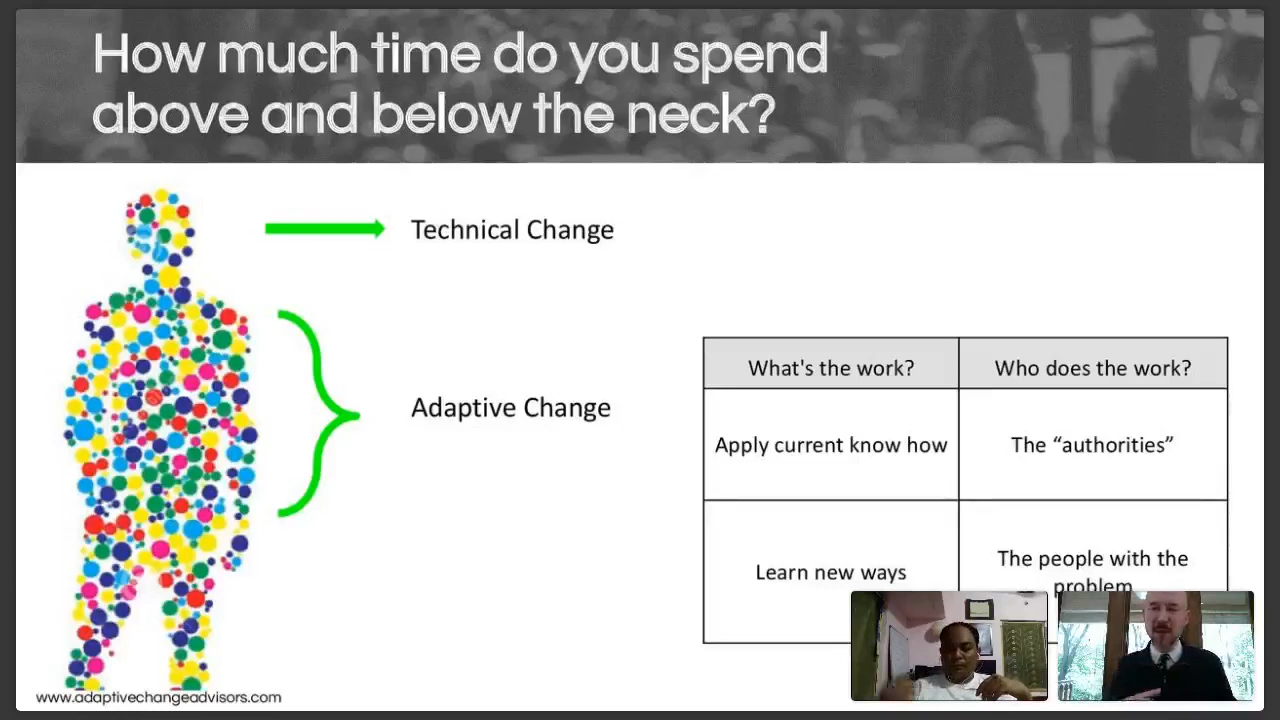 How much time do you spend
above and below the neck?
Technical Change
Adaptive Change
What's the work?
Who does the work?
Apply current know how
The “authorities”
Learn new ways
The people with the
problem
www.adaptivechangeadvisors.com